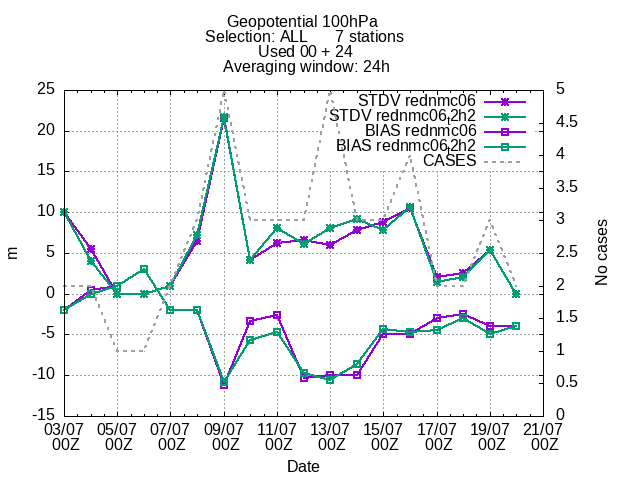 Geopotential 100hPa
Selection: ALL 7 stations
Used 00 + 24
Averaging window: 24h
STDV rednmc06
STDV rednmc06t2h2
BIAS rednmc06
BIAS rednmc06t2h2
CASES
25
20
15
10
5
0
-5
-10
-15
m
5
4.5
4
3.5
3
2.5
2
1.5
1
0.5
0
No cases
03/07 05/07 07/07 09/07 11/07 13/07 15/07 17/07 19/07 21/07
00Z 00Z 00Z 00Z 00Z 00Z 00Z 00Z 00Z 00Z
Date